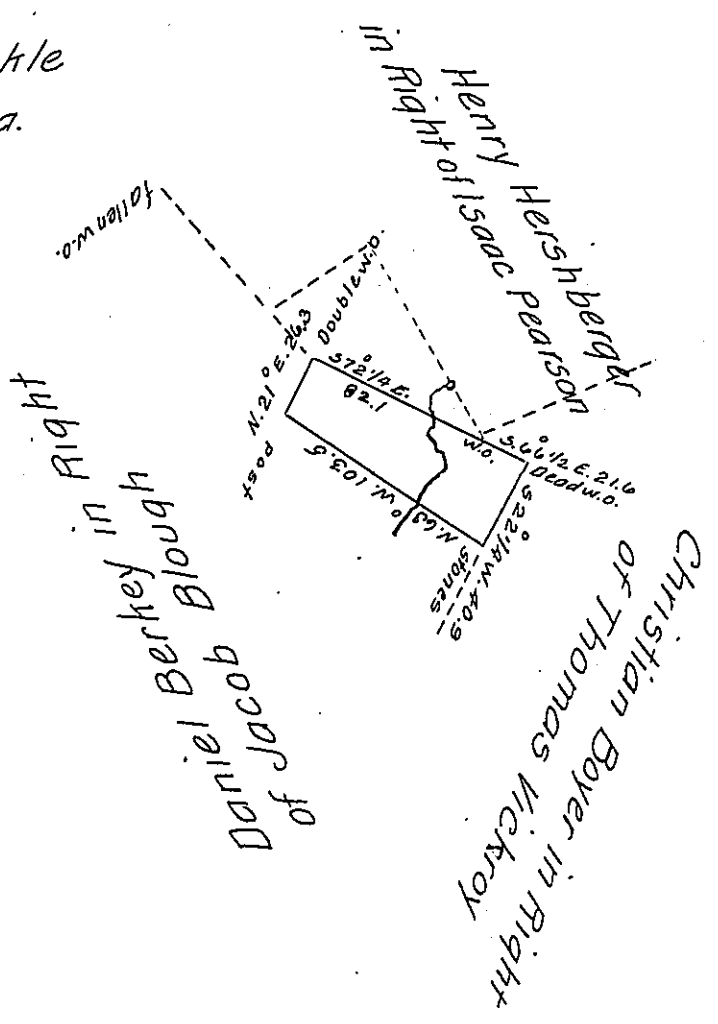 kle
a.
Henry Hershberger
in Right of Isaac Pearson
fallen w.o.
Double w.o.
N. 21° E. 26.3
S 72° 1/4 E.
82.1
w.o.
S. 66° 1/2 E. 21.6
Dead w.o.
Post
N. 63° W. 103.5
S 22° 1/4 W. 40.9
Stones
Daniel Berkey in Right
of Jacob Blough
Christian Boyer in Right
of Thomas Vickroy